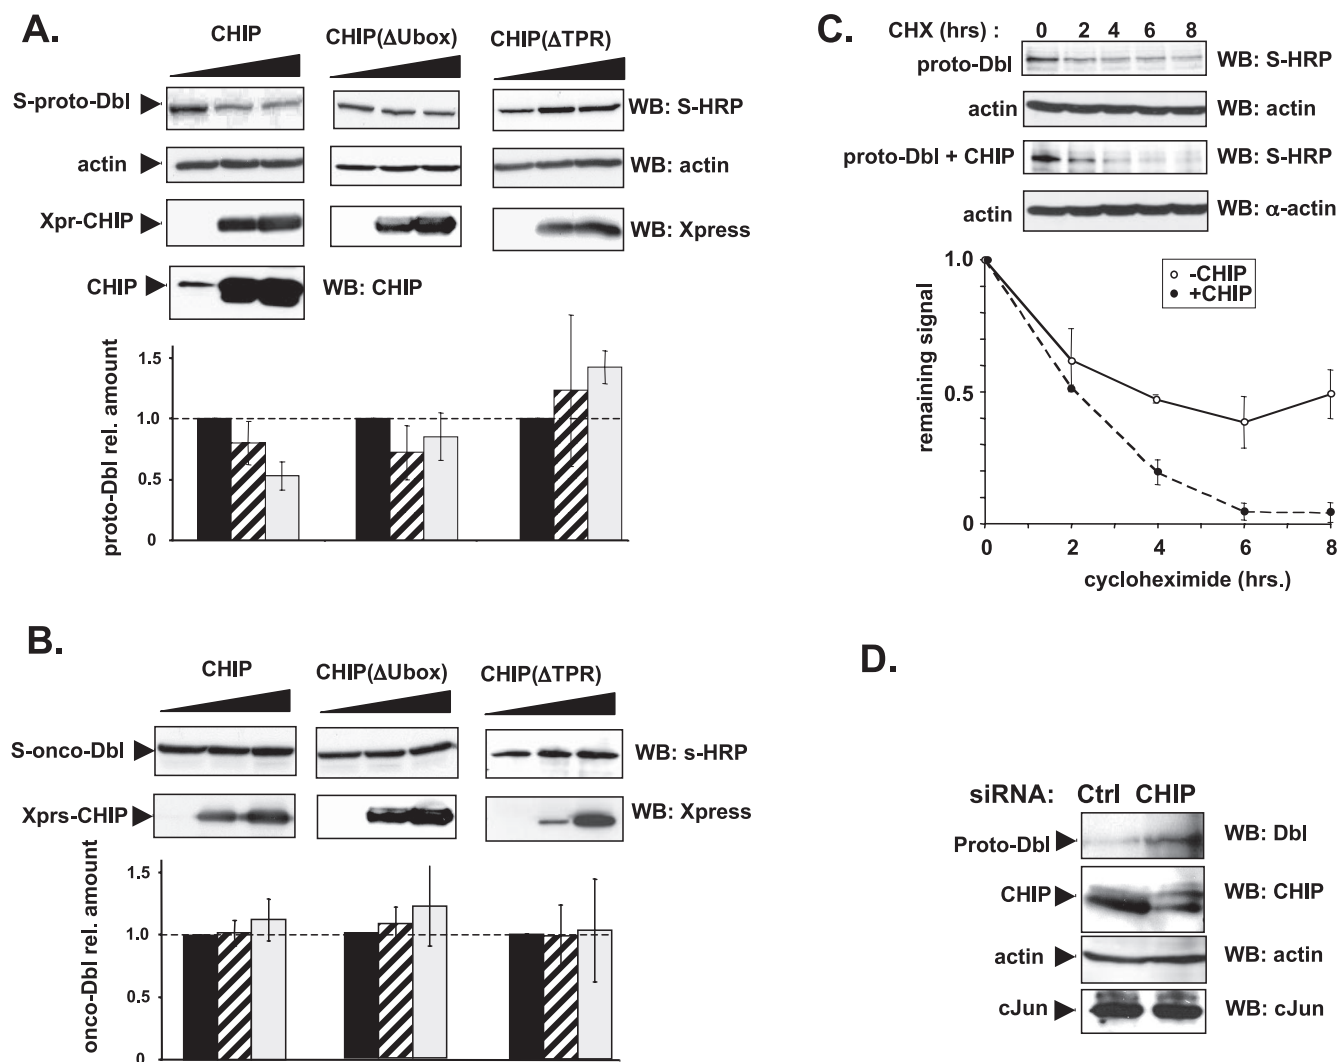 A.
CHIP
CHIP(ΔUbox)
CHIP(ΔTPR)
S-proto-Dbl
WB: S-HRP
actin
WB: actin
Xpr-CHIP
WB: Xpress
CHIP
WB: CHIP
proto-Dbl rel. amount
1.5
1.0
0.5
0
B.
CHIP
CHIP(ΔUbox)
CHIP(ΔTPR)
S-onco-Dbl
WB: s-HRP
Xprs-CHIP
WB: Xpress
onco-Dbl rel. amount
1.5
1.0
0.5
0
C.
CHX (hrs) : 0 2 4 6 8
proto-Dbl
WB: S-HRP
actin
WB: actin
proto-Dbl + CHIP
WB: S-HRP
actin
WB: α-actin
remaining signal
1.0
0.5
0
-CHIP
+CHIP
0 2 4 6 8
cycloheximide (hrs.)
D.
siRNA: Ctrl CHIP
Proto-Dbl
WB: Dbl
CHIP
WB: CHIP
actin
WB: actin
cJun
WB: cJun